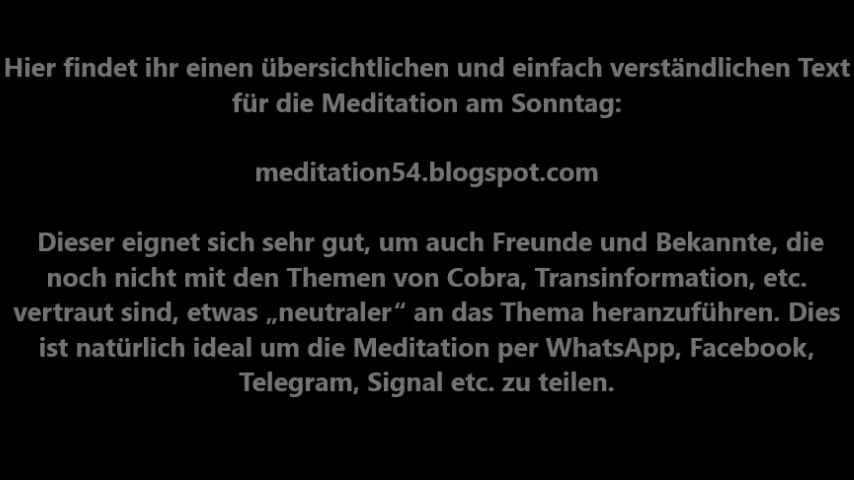 Hier findet ihr einen übersichtlichen und einfach verständlichen Text
für die Meditation am Sonntag:
meditation54.blogspot.com
Dieser eignet sich sehr gut, um auch Freunde und Bekannte, die
noch nicht mit den Themen von Cobra, Transinformation, etc.
vertraut sind, etwas „neutraler“ an das Thema heranzuführen. Dies
ist natürlich ideal um die Meditation per WhatsApp, Facebook,
Telegram, Signal etc. zu teilen.